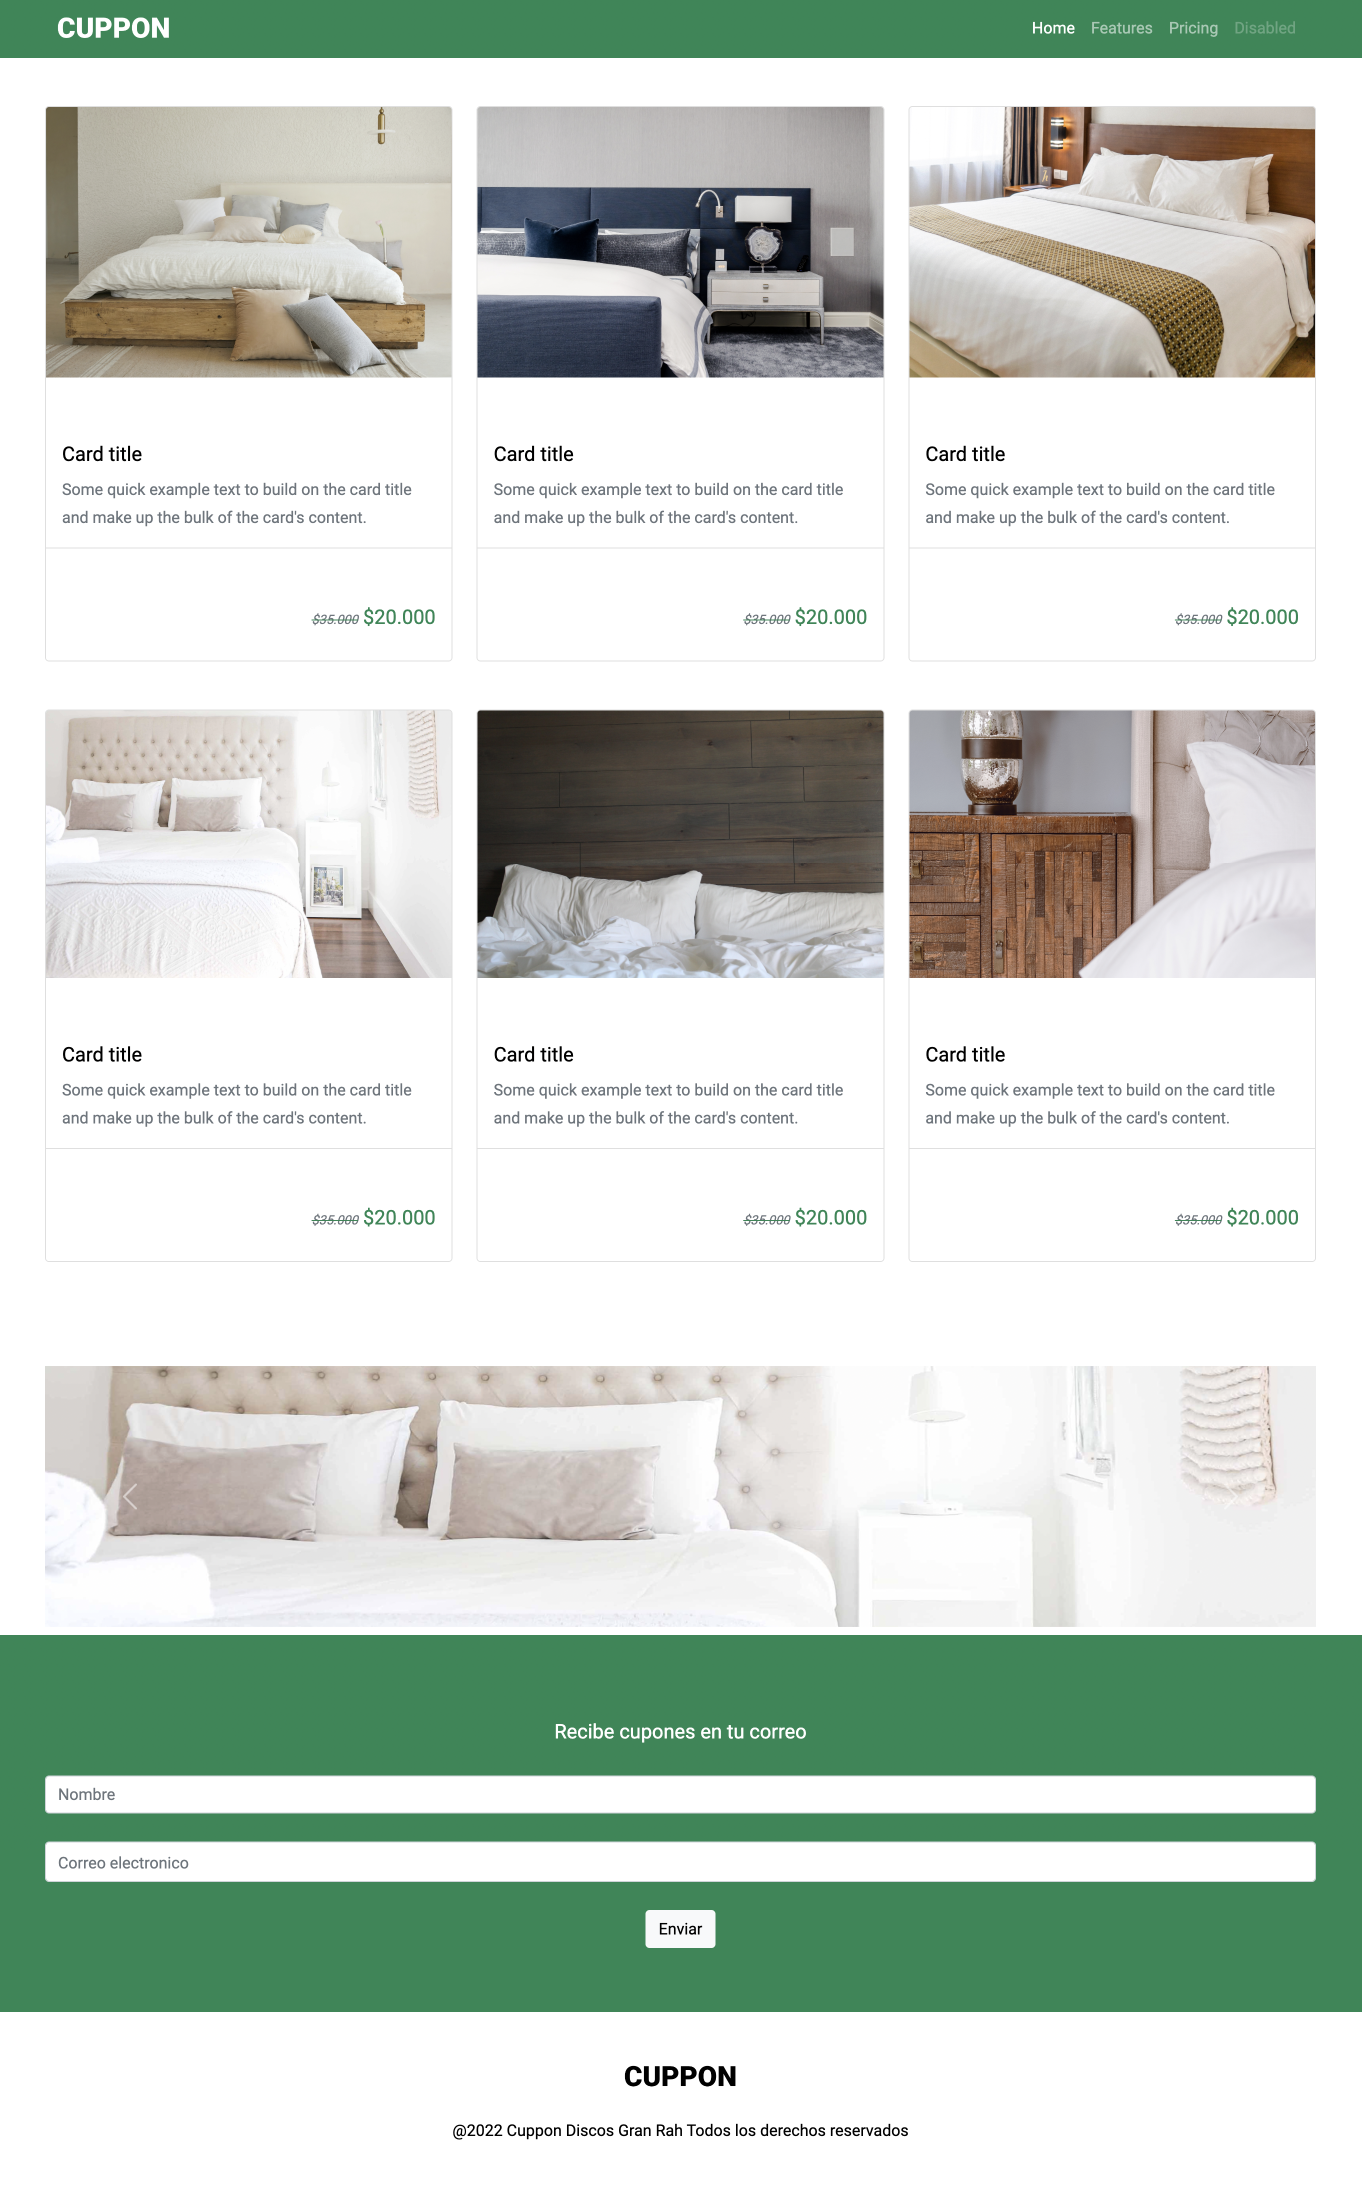 CUPPON
Home Features Pricing Disabled
Card title
Some quick example text to build on the card title
and make up the bulk of the card's content.
$35.000 $20.000
Card title
Some quick example text to build on the card title
and make up the bulk of the card's content.
$35.000 $20.000
Card title
Some quick example text to build on the card title
and make up the bulk of the card's content.
$35.000 $20.000
Card title
Some quick example text to build on the card title
and make up the bulk of the card's content.
$35.000 $20.000
Card title
Some quick example text to build on the card title
and make up the bulk of the card's content.
$35.000 $20.000
Card title
Some quick example text to build on the card title
and make up the bulk of the card's content.
$35.000 $20.000
Recibe cupones en tu correo
Nombre
Correo electronico
Enviar
CUPPON
@2022 Cuppon Discos Gran Rah Todos los derechos reservados